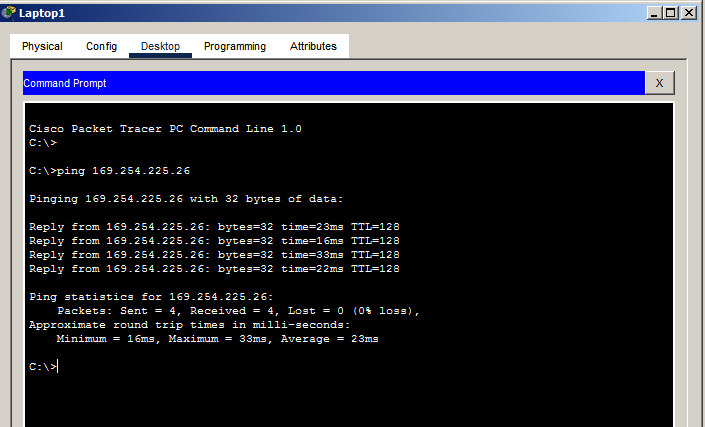 Laptop1
Physical Config Desktop Programming Attributes
Command Prompt X
Cisco Packet Tracer PC Command Line 1.0
C:\>
C:\>ping 169.254.225.26
Pinging 169.254.225.26 with 32 bytes of data:
Reply from 169.254.225.26: bytes=32 time=23ms TTL=128
Reply from 169.254.225.26: bytes=32 time=16ms TTL=128
Reply from 169.254.225.26: bytes=32 time=33ms TTL=128
Reply from 169.254.225.26: bytes=32 time=22ms TTL=128
Ping statistics for 169.254.225.26:
Packets: Sent = 4, Received = 4, Lost = 0 (0% loss),
Approximate round trip times in milli-seconds:
Minimum = 16ms, Maximum = 33ms, Average = 23ms
C:\>